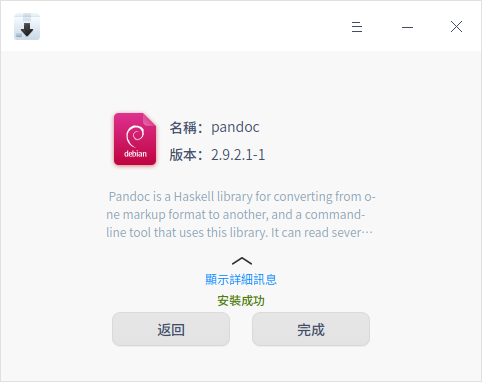 debian
名稱：pandoc
版本：2.9.2.1-1
Pandoc is a Haskell library for converting from o-
ne markup format to another, and a command-
line tool that uses this library. It can read sever…
顯示詳細訊息
安裝成功
返回
完成